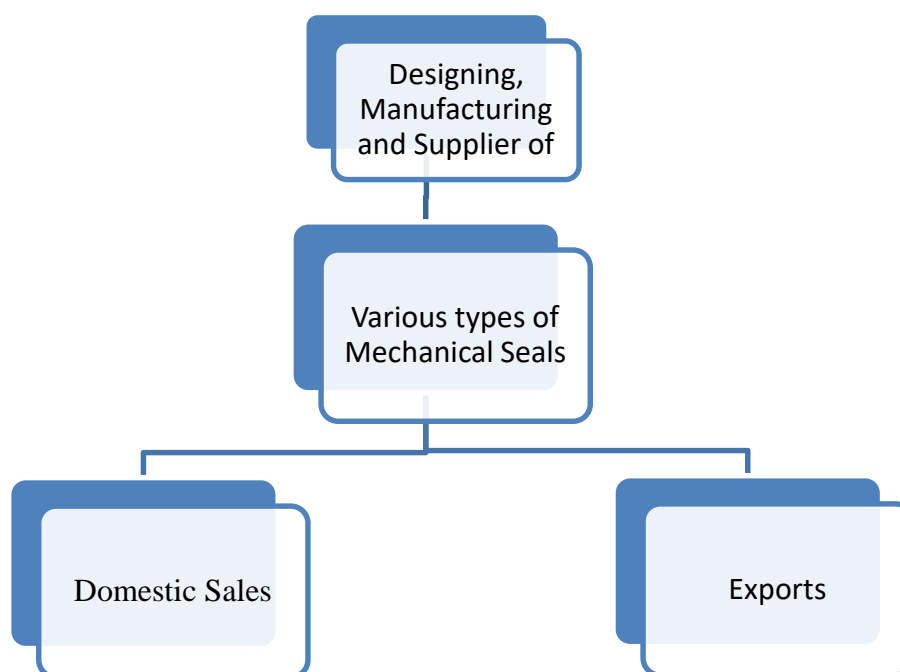 Designing,
Manufacturing
and Supplier of
Various types of
Mechanical Seals
Domestic Sales
Exports